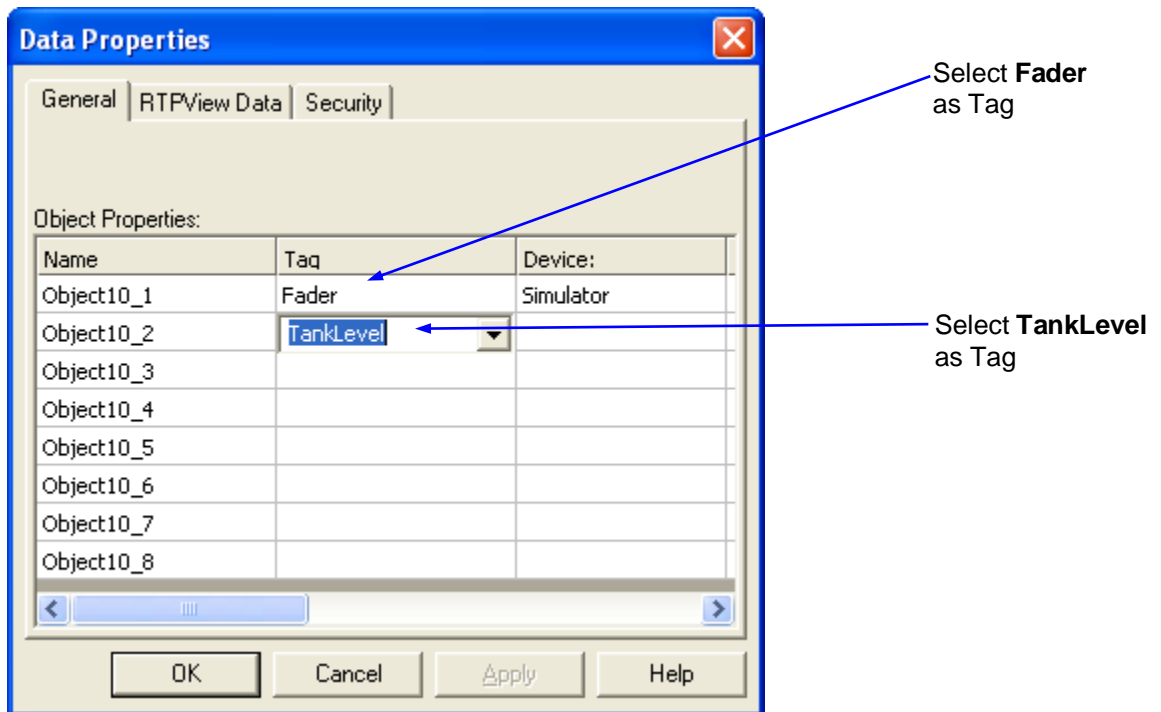 Data Properties
General RTPView Data Security
Object Properties:
Name Tag Device:
Object10_1 Fader Simulator
Object10_2 TankLevel
Object10_3
Object10_4
Object10_5
Object10_6
Object10_7
Object10_8
OK Cancel Apply Help
Select Fader
as Tag
Select TankLevel
as Tag